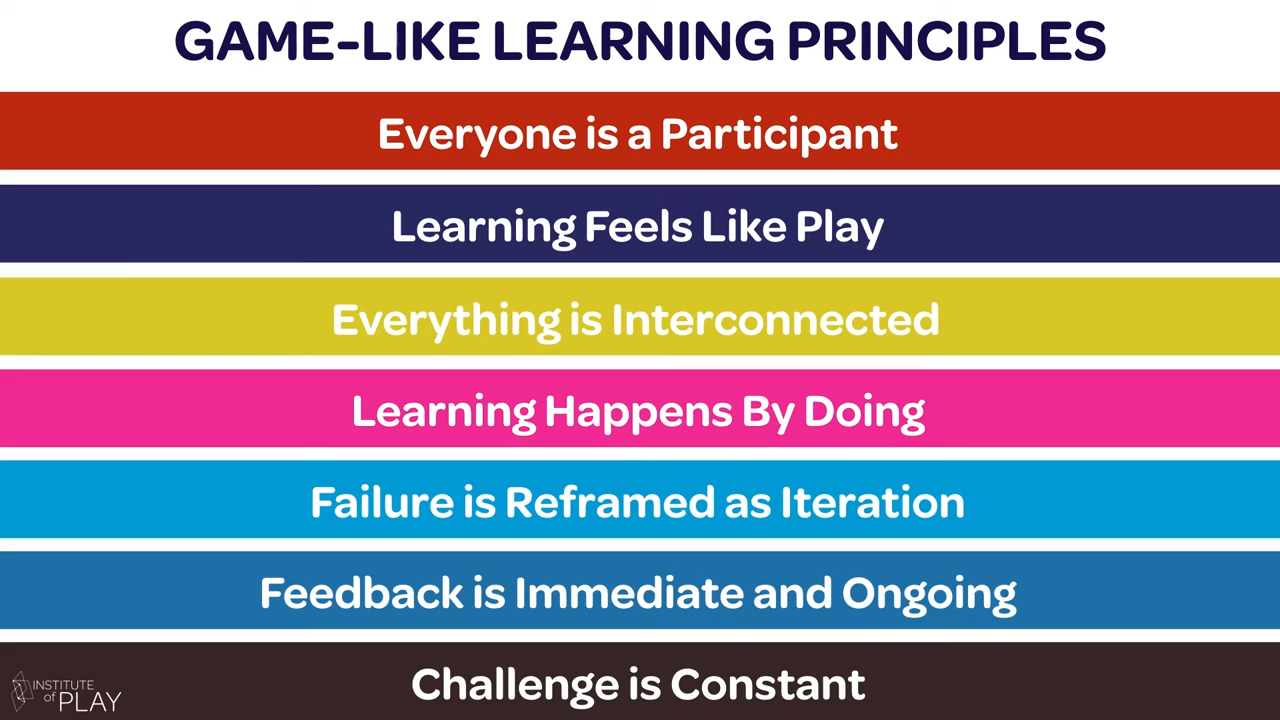 GAME-LIKE LEARNING PRINCIPLES
Everyone is a Participant
Learning Feels Like Play
Everything is Interconnected
Learning Happens By Doing
Failure is Reframed as Iteration
Feedback is Immediate and Ongoing
Challenge is Constant
INSTITUTE
of PLAY